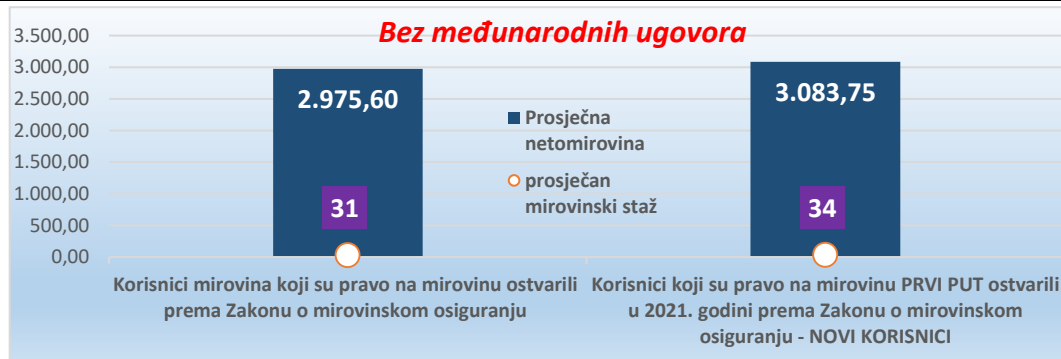 Bez međunarodnih ugovora
3.500,00
3.000,00
2.500,00
2.000,00
1.500,00
1.000,00
500,00
0,00
2.975,60
31
Prosječna
netomirovina
prosječan
mirovinski staž
3.083,75
34
Korisnici mirovina koji su pravo na mirovinu ostvarili
prema Zakonu o mirovinskom osiguranju
Korisnici koji su pravo na mirovinu PRVI PUT ostvarili
u 2021. godini prema Zakonu o mirovinskom
osiguranju - NOVI KORISNICI